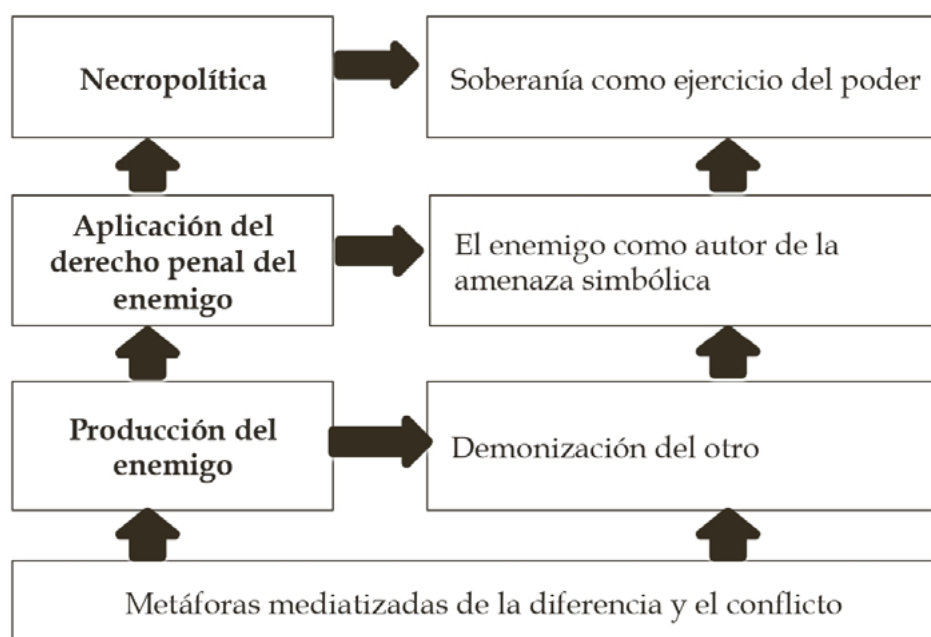 Necropolítica
Soberanía como ejercicio del poder
Aplicación del
derecho penal del
enemigo
El enemigo como autor de la
amenaza simbólica
Producción del
enemigo
Demonización del otro
Metáforas mediatizadas de la diferencia y el conflicto